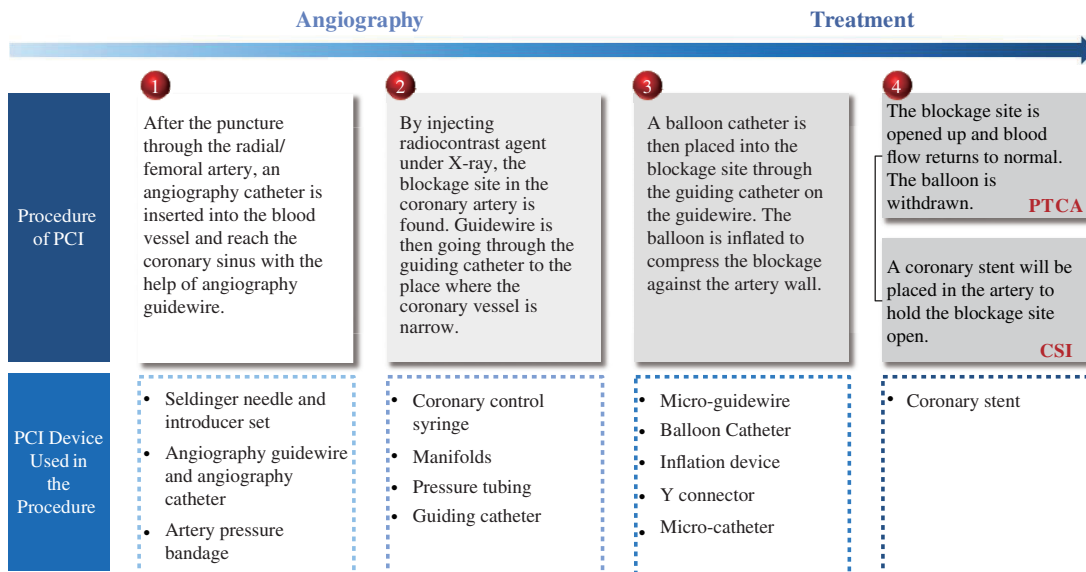 Angiography
Treatment
Procedure
of PCI
1
After the puncture
through the radial/
femoral artery, an
angiography catheter is
inserted into the blood
vessel and reach the
coronary sinus with the
help of angiography
guidewire.
2
By injecting
radiocontrast agent
under X-ray, the
blockage site in the
coronary artery is
found. Guidewire is
then going through the
guiding catheter to the
place where the
coronary vessel is
narrow.
3
A balloon catheter is
then placed into the
blockage site through
the guiding catheter on
the guidewire. The
balloon is inflated to
compress the blockage
against the artery wall.
4
The blockage site is
opened up and blood
flow returns to normal.
The balloon is
withdrawn.
PTCA
A coronary stent will be
placed in the artery to
hold the blockage site
open.
CSI
PCI Device
Used in
the
Procedure
• Seldinger needle and
introducer set
• Angiography guidewire
and angiography
catheter
• Artery pressure
bandage
• Coronary control
syringe
• Manifolds
• Pressure tubing
• Guiding catheter
• Micro-guidewire
• Balloon Catheter
• Inflation device
• Y connector
• Micro-catheter
• Coronary stent